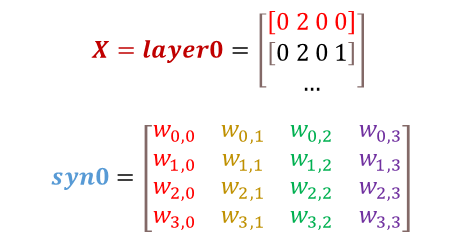 X = layer0 = [[0 2 0 0]
[0 2 0 1]
...]
syn0 = [w0,0 w0,1 w0,2 w0,3
w1,0 w1,1 w1,2 w1,3
w2,0 w2,1 w2,2 w2,3
w3,0 w3,1 w3,2 w3,3]